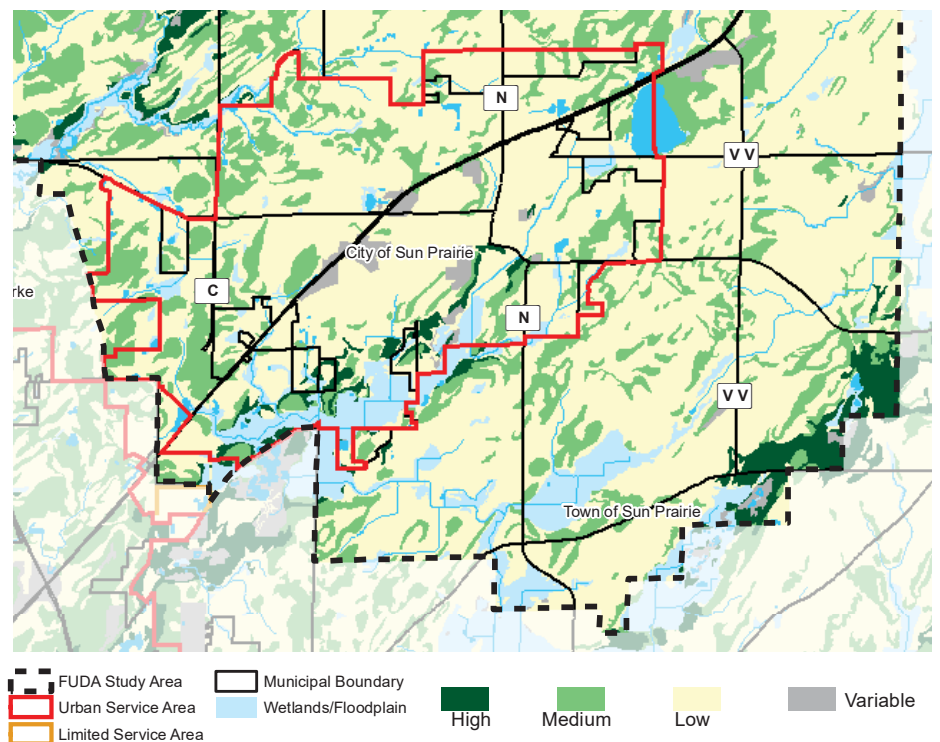 N
V V
City of Sun Prairie
rke
C
N
V V
Town of Sun Prairie
FUDA Study Area
Municipal Boundary
Urban Service Area
Wetlands/Floodplain
Limited Service Area
High
Medium
Low
Variable